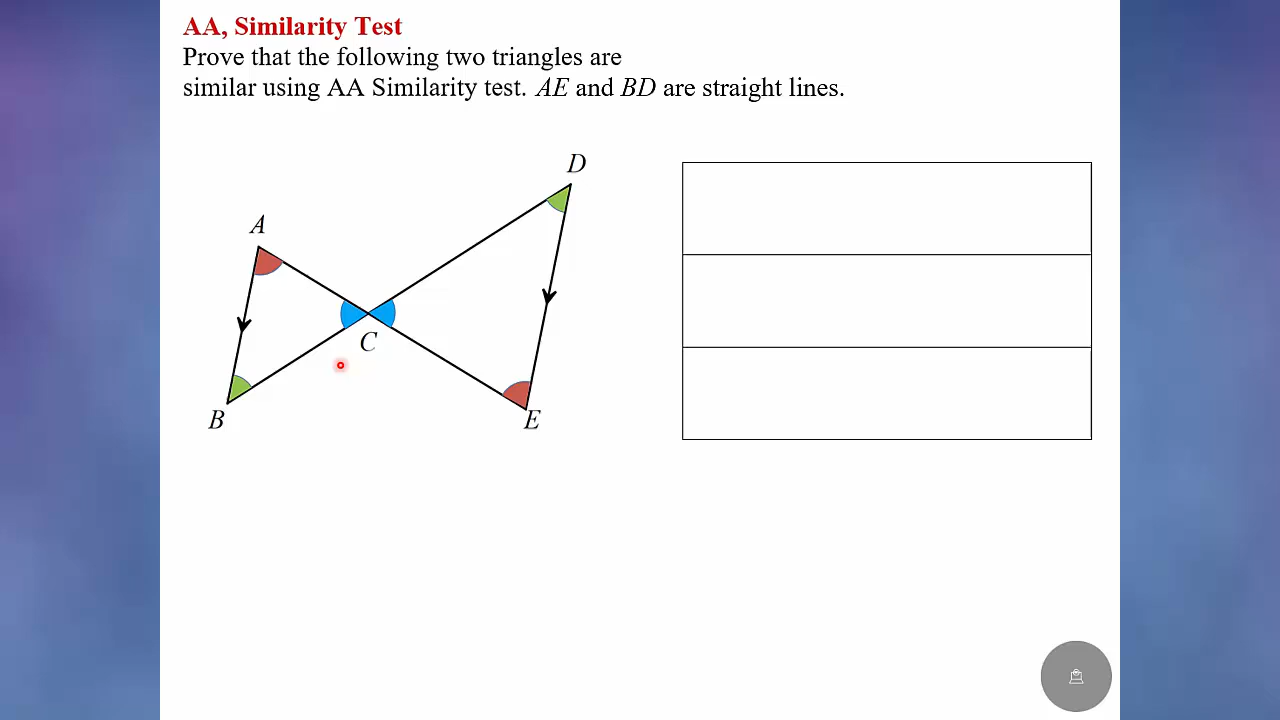 AA, Similarity Test
Prove that the following two triangles are
similar using AA Similarity test. AE and BD are straight lines.
D
A
C
B
E